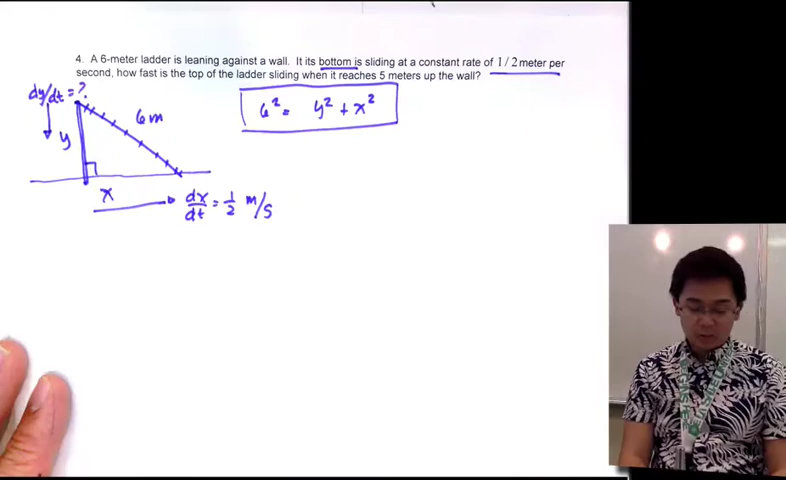 4. A 6-meter ladder is leaning against a wall. It its bottom is sliding at a constant rate of 1/2 meter per
second, how fast is the top of the ladder sliding when it reaches 5 meters up the wall?
dy/dt = ?
6m
6² = y² + x²
y
x
dx/dt = 1/2 m/s